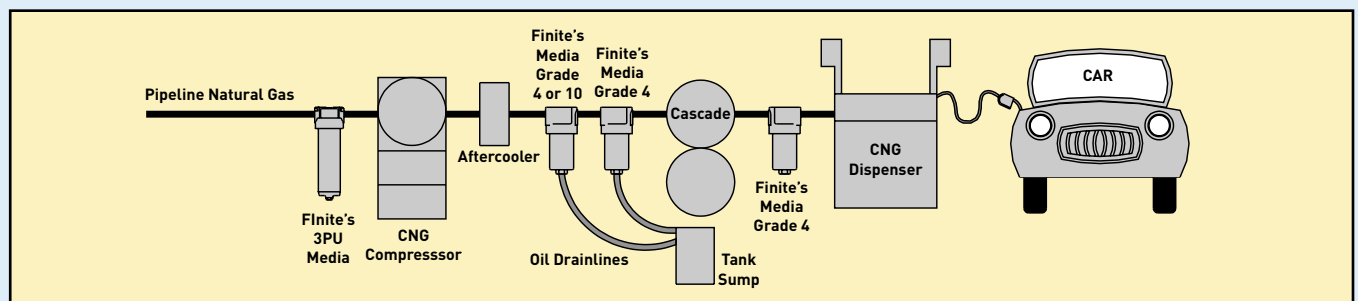 Pipeline Natural Gas
FInite's
3PU
Media
CNG
Compresssor
Aftercooler
Finite's
Media
Grade
4 or 10
Finite's
Media
Grade 4
Oil Drainlines
Cascade
Tank
Sump
Finite's
Media
Grade 4
CNG
Dispenser
CAR